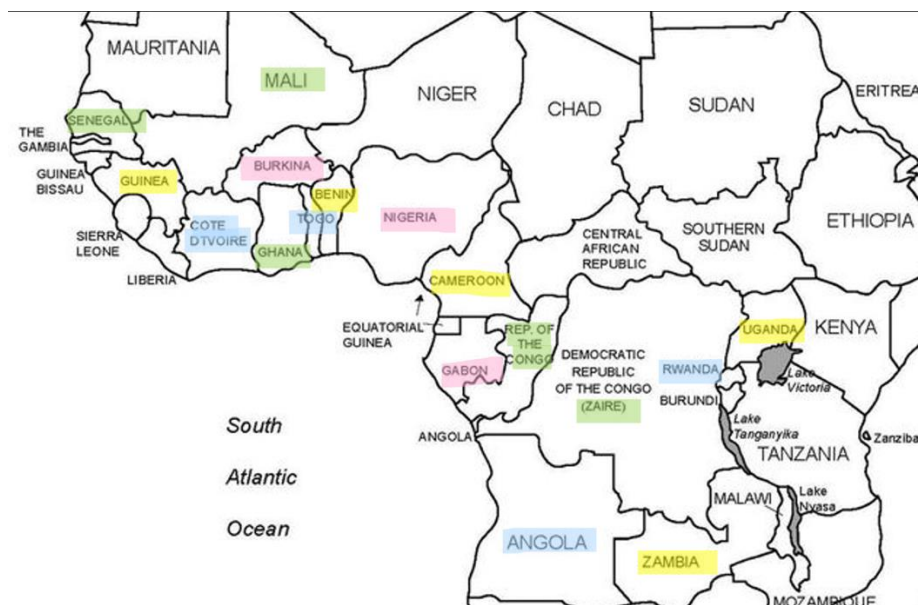 MAURITANIA
MALI
NIGER
CHAD
SUDAN
ERITREA
SENEGAL
THE
GAMBIA
GUINEA
BISSAU
GUINEA
BURKINA
BENIN
TOGO
NIGERIA
COTE
DTVOIRE
GHANA
SIERRA
LEONE
LIBERIA
CENTRAL
AFRICAN
REPUBLIC
SOUTHERN
SUDAN
ETHIOPIA
CAMEROON
EQUATORIAL
GUINEA
REP. OF
THE
CONGO
GABON
DEMOCRATIC
REPUBLIC
OF THE CONGO
(ZAIRE)
UGANDA
KENYA
RWANDA
BURUNDI
Lake
Victoria
Lake
Tanganyika
Zanziba
TANZANIA
ANGOLA
South
Atlantic
Ocean
MALAWI
Lake
Nyasa
ANGOLA
ZAMBIA
MOZAMBIQUE